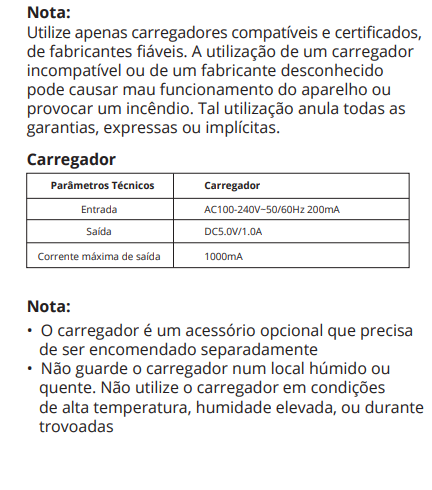 Nota:
Utilize apenas carregadores compatíveis e certificados,
de fabricantes fiáveis. A utilização de um carregador
incompatível ou de um fabricante desconhecido
pode causar mau funcionamento do aparelho ou
provocar um incêndio. Tal utilização anula todas as
garantias, expressas ou implícitas.
Carregador
Parâmetros Técnicos Carregador
Entrada AC100-240V~50/60Hz 200mA
Saída DC5.0V/1.0A
Corrente máxima de saída 1000mA
Nota:
• O carregador é um acessório opcional que precisa
de ser encomendado separadamente
• Não guarde o carregador num local húmido ou
quente. Não utilize o carregador em condições
de alta temperatura, humidade elevada, ou durante
trovoadas